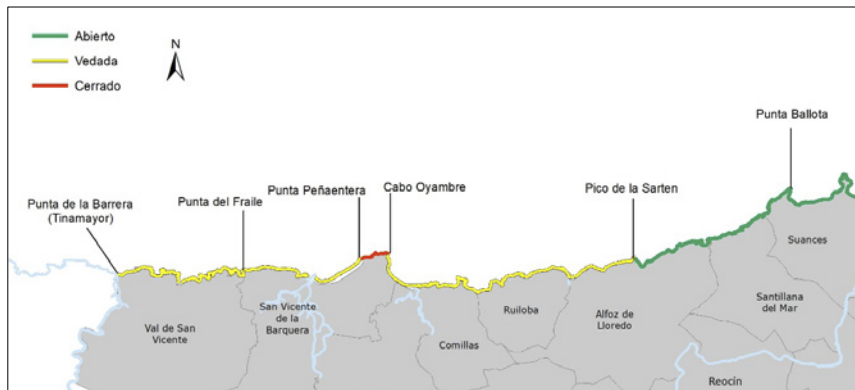 Abierto
Vedada
Cerrado
N
Punta Ballota
Punta Peñaentera
Cabo Oyambre
Pico de la Sarten
Punta de la Barrera
(Tinamayor)
Punta del Fraile
Suances
San Vicente
de la
Barquera
Val de San
Vicente
Ruiloba
Alfoz de
Lloredo
Santillana
del Mar
Comillas
Reocín